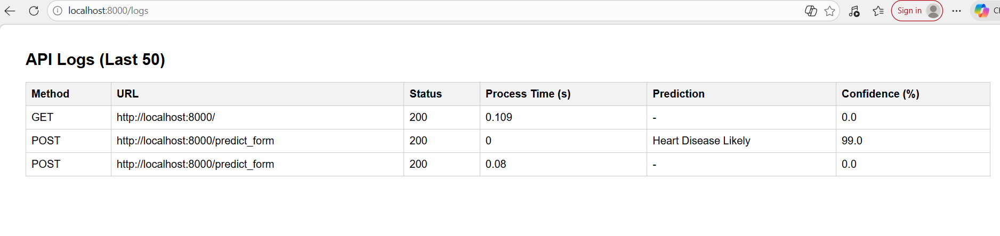 localhost:8000/logs
Sign in
API Logs (Last 50)
Method URL Status Process Time (s) Prediction Confidence (%)
GET http://localhost:8000/ 200 0.109 - 0.0
POST http://localhost:8000/predict_form 200 0 Heart Disease Likely 99.0
POST http://localhost:8000/predict_form 200 0.08 - 0.0